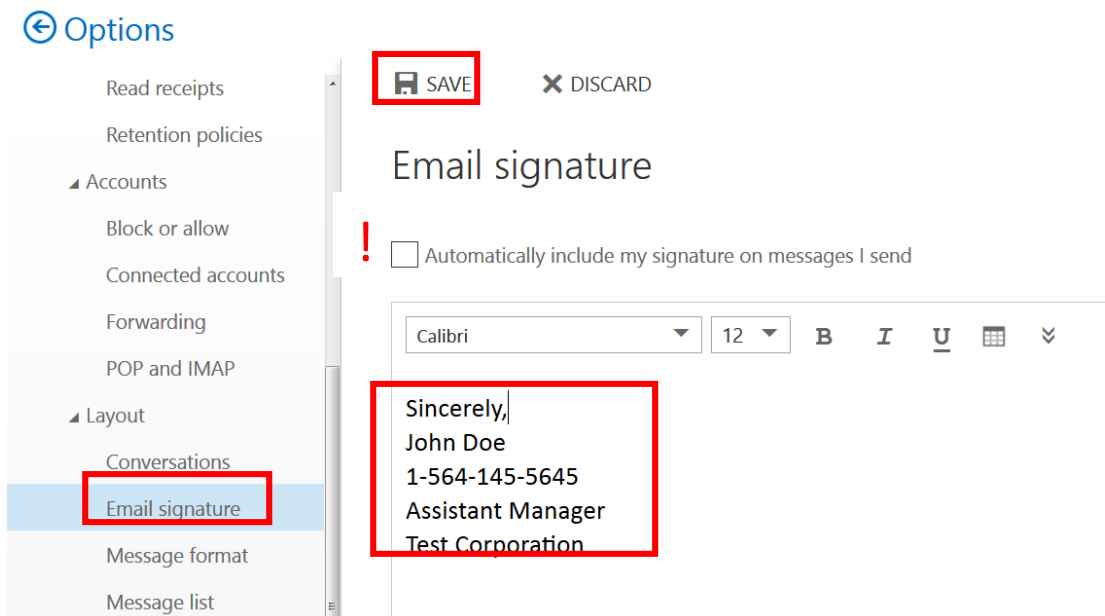 Options
Read receipts
Retention policies
Accounts
Block or allow
Connected accounts
Forwarding
POP and IMAP
Layout
Conversations
Email signature
Message format
Message list
SAVE DISCARD
Email signature
! Automatically include my signature on messages I send
Calibri 12 B I U
Sincerely,
John Doe
1-564-145-5645
Assistant Manager
Test Corporation